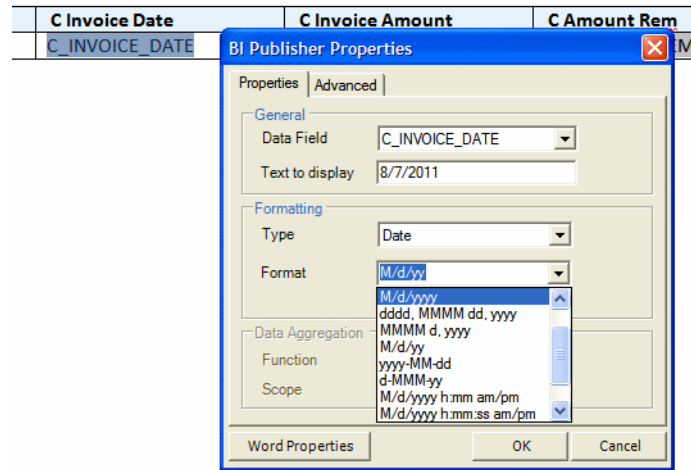 C Invoice Date C Invoice Amount C Amount Rem
C_INVOICE_DATE EM
BI Publisher Properties
Properties Advanced
General
Data Field C_INVOICE_DATE
Text to display 8/7/2011
Formatting
Type Date
Format M/d/yy
M/d/yyyy
dddd, MMMM dd, yyyy
MMMM d, yyyy
M/d/yy
yyyy-MM-dd
d-MMM-yy
M/d/yyyy h:mm am/pm
M/d/yyyy h:mm:ss am/pm
Data Aggregation
Function
Scope
Word Properties OK Cancel